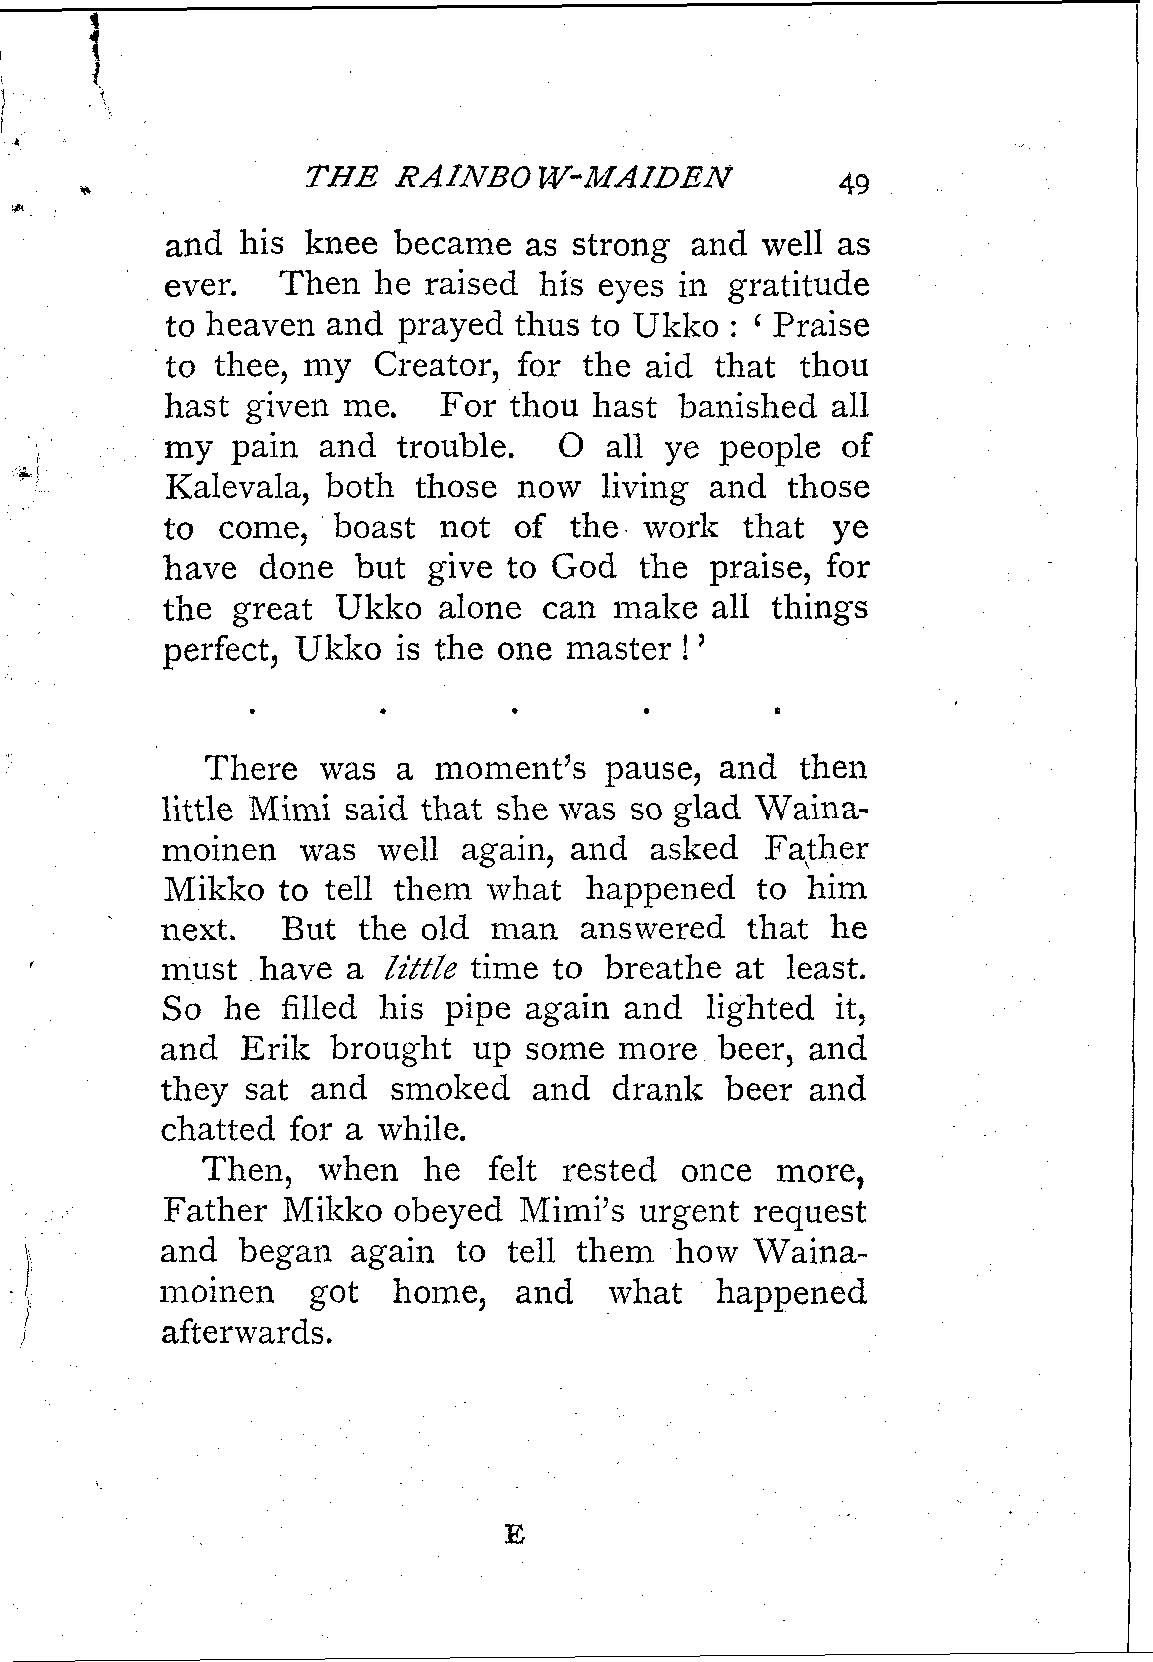 THE RAINBOW-MAIDEN 49
and his knee became as strong and well as
ever. Then he raised his eyes in gratitude
to heaven and prayed thus to Ukko : ‘ Praise
to thee, my Creator, for the aid that thou
hast given me. For thou hast banished all
my pain and trouble. O all ye people of
Kalevala, both those now living and those
to come, boast not of the work that ye
have done but give to God the praise, for
the great Ukko alone can make all things
perfect, Ukko is the one master ! ’
. . . . .
There was a moment’s pause, and then
little Mimi said that she was so glad Waina-
moinen was well again, and asked Father
Mikko to tell them what happened to him
next. But the old man answered that he
must have a little time to breathe at least.
So he filled his pipe again and lighted it,
and Erik brought up some more beer, and
they sat and smoked and drank beer and
chatted for a while.
Then, when he felt rested once more,
Father Mikko obeyed Mimi’s urgent request
and began again to tell them how Waina-
moinen got home, and what happened
afterwards.
E